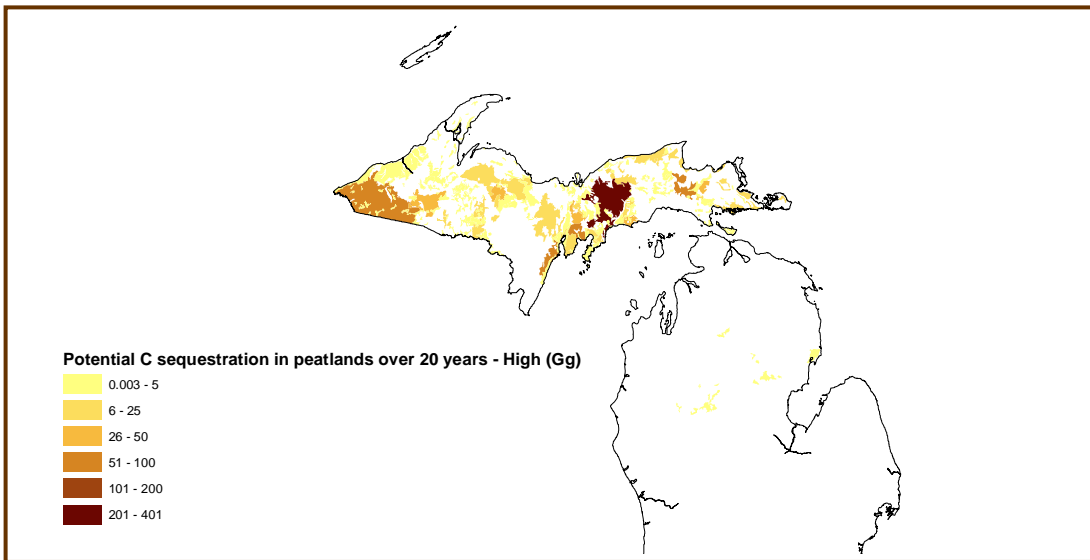 Potential C sequestration in peatlands over 20 years - High (Gg)
0.003 - 5
6 - 25
26 - 50
51 - 100
101 - 200
201 - 401